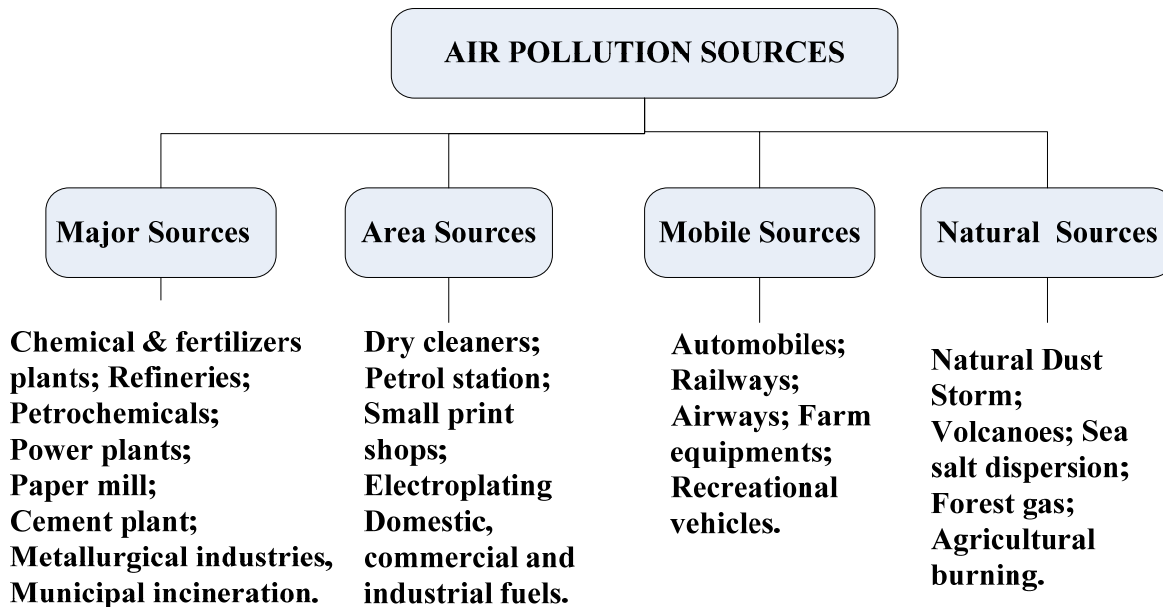 AIR POLLUTION SOURCES
Major Sources
Area Sources
Mobile Sources
Natural Sources
Chemical & fertilizers
plants; Refineries;
Petrochemicals;
Power plants;
Paper mill;
Cement plant;
Metallurgical industries,
Municipal incineration.
Dry cleaners;
Petrol station;
Small print
shops;
Electroplating
Domestic,
commercial and
industrial fuels.
Automobiles;
Railways;
Airways; Farm
equipments;
Recreational
vehicles.
Natural Dust
Storm;
Volcanoes; Sea
salt dispersion;
Forest gas;
Agricultural
burning.